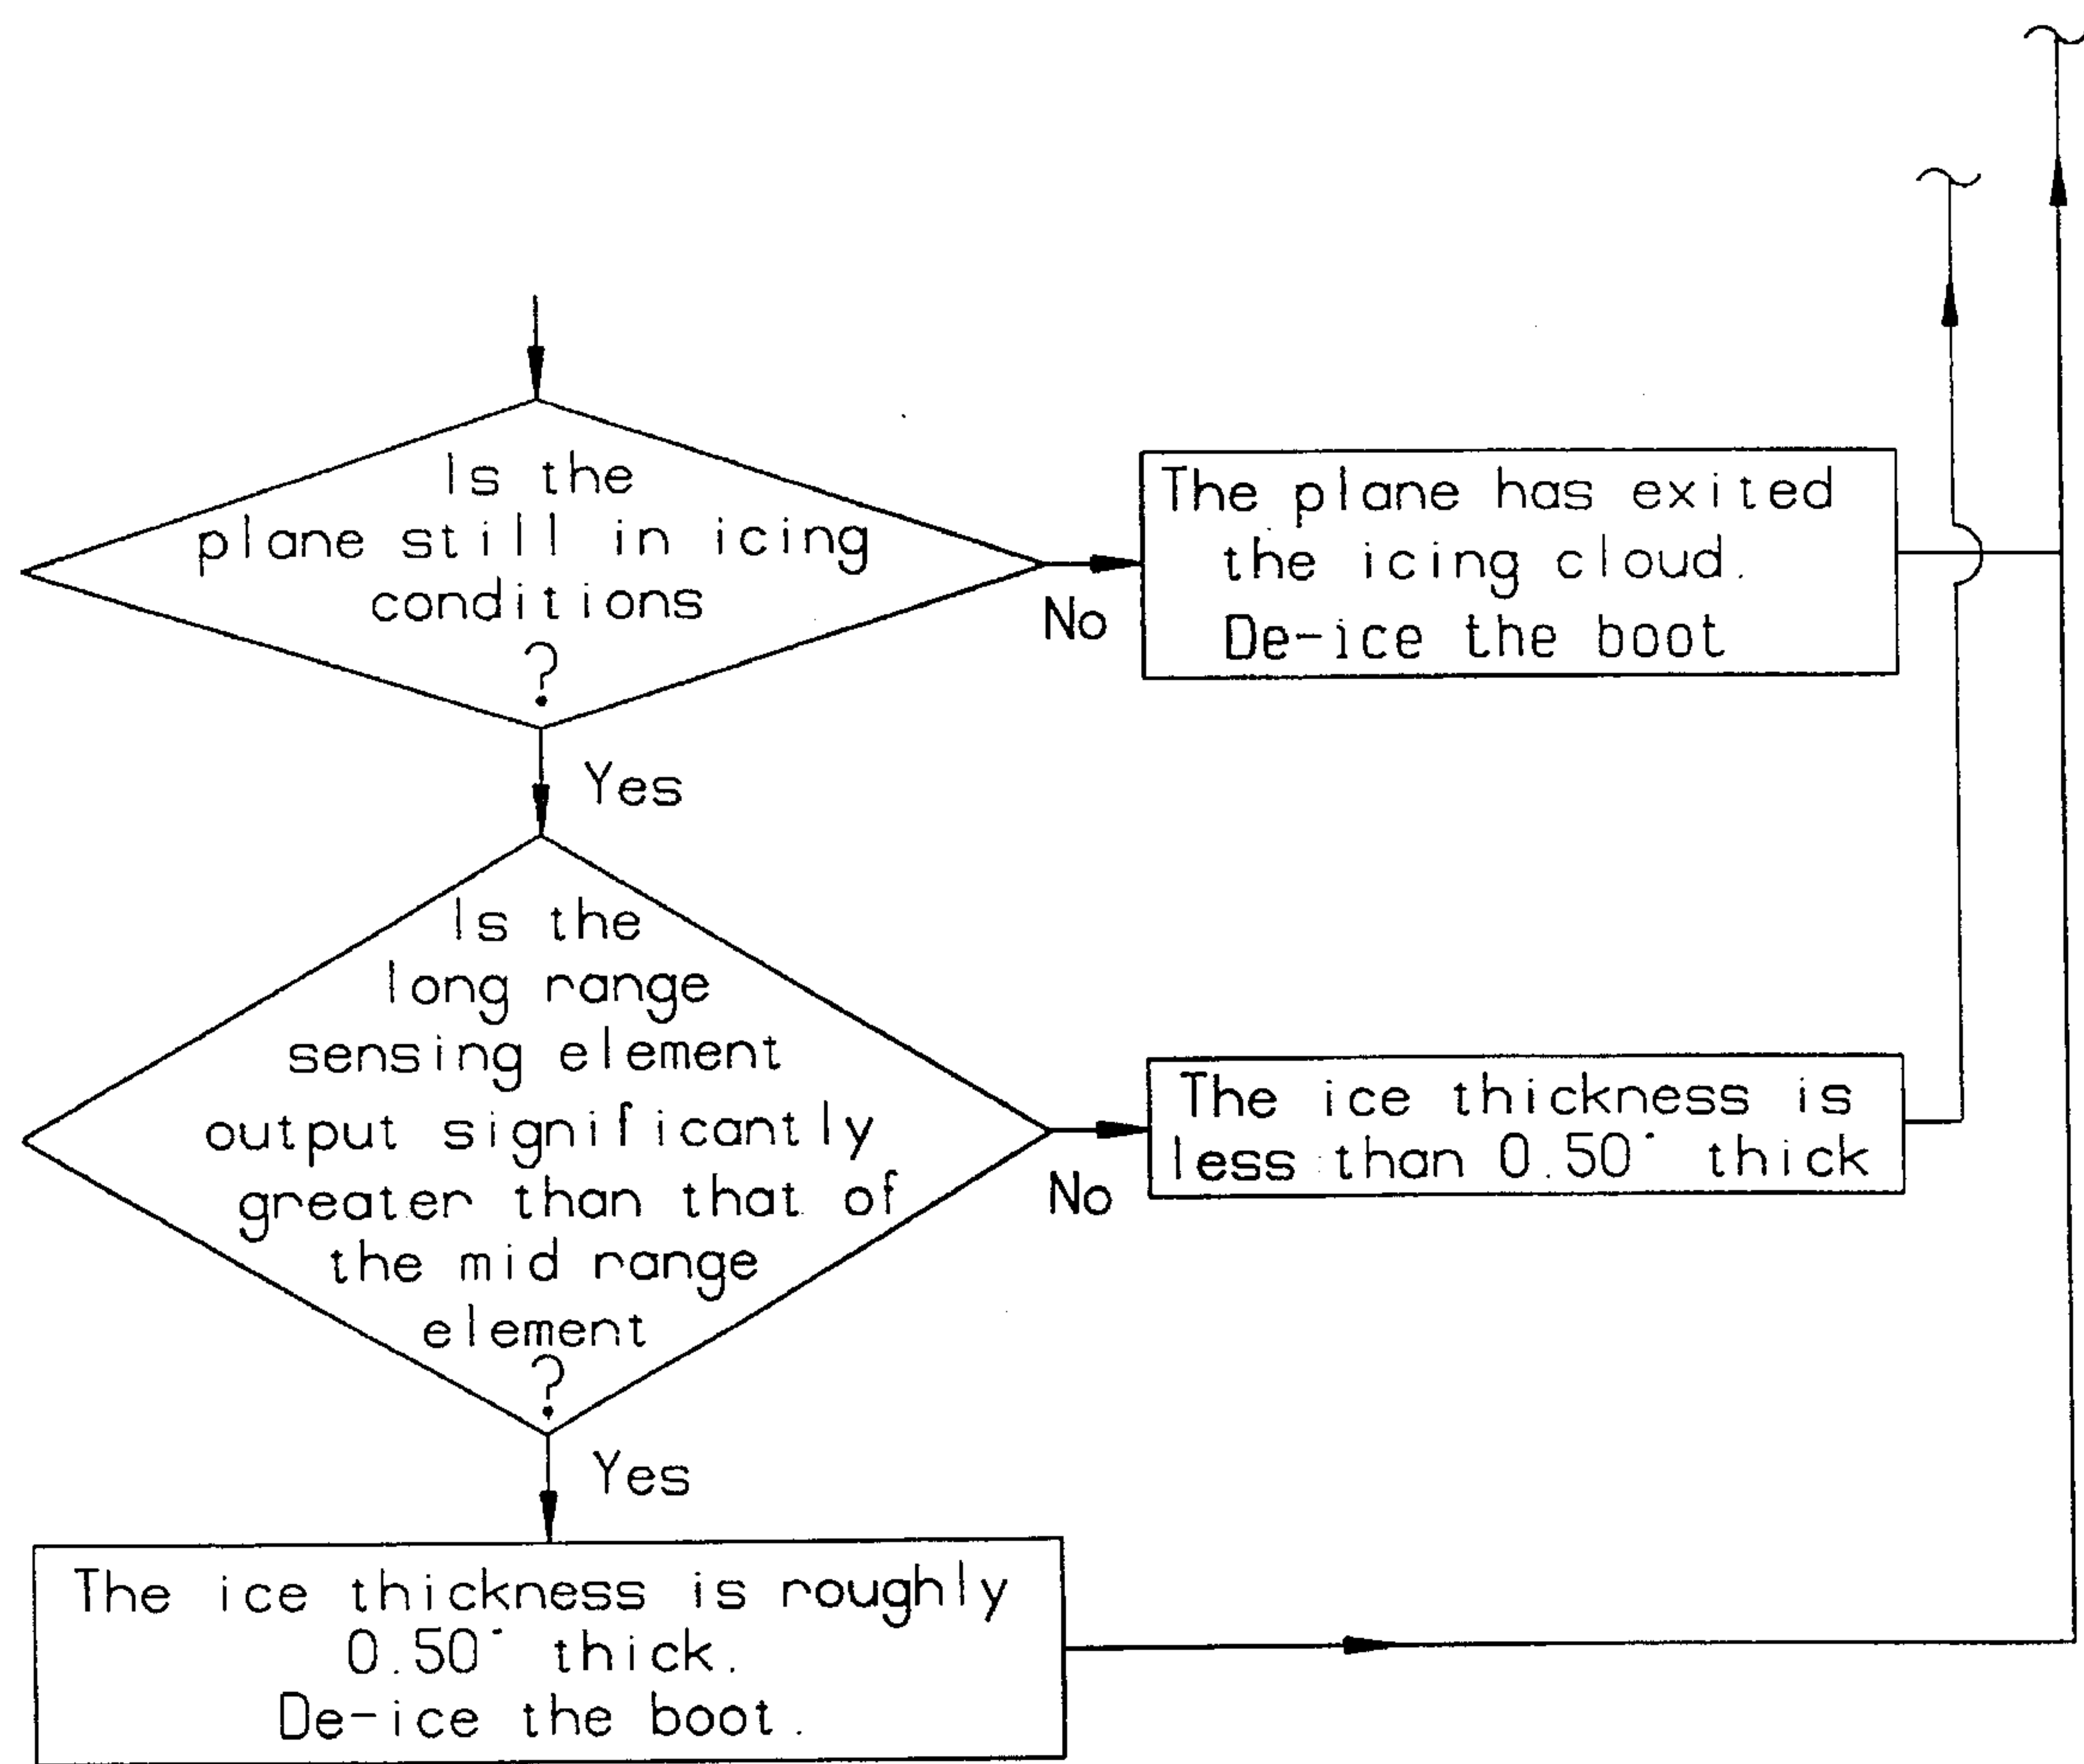 Is the
plane still in icing
conditions
?
No
The plane has exited
the icing cloud.
De-ice the boot
Yes
Is the
long range
sensing element
output significantly
greater than that of
the mid range
element
?
No
The ice thickness is
less than 0.50" thick
Yes
The ice thickness is roughly
0.50" thick.
De-ice the boot.